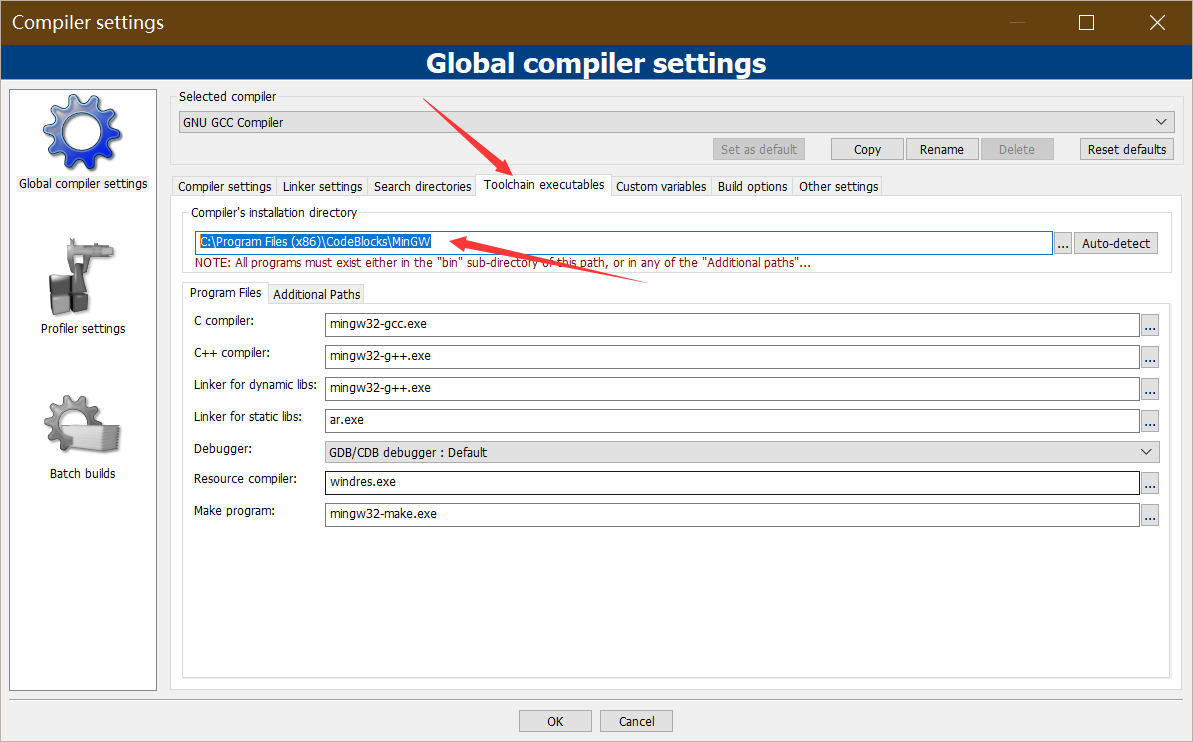 Compiler settings
Global compiler settings
Global compiler settings
Profiler settings
Batch builds
Selected compiler
GNU GCC Compiler
Set as default Copy Rename Delete Reset defaults
Compiler settings Linker settings Search directories Toolchain executables Custom variables Build options Other settings
Compiler's installation directory
C:\Program Files (x86)\CodeBlocks\MinGW ... Auto-detect
NOTE: All programs must exist either in the "bin" sub-directory of this path, or in any of the "Additional paths"...
Program Files Additional Paths
C compiler: mingw32-gcc.exe ...
C++ compiler: mingw32-g++.exe ...
Linker for dynamic libs: mingw32-g++.exe ...
Linker for static libs: ar.exe ...
Debugger: GDB/CDB debugger : Default
Resource compiler: windres.exe ...
Make program: mingw32-make.exe ...
OK Cancel